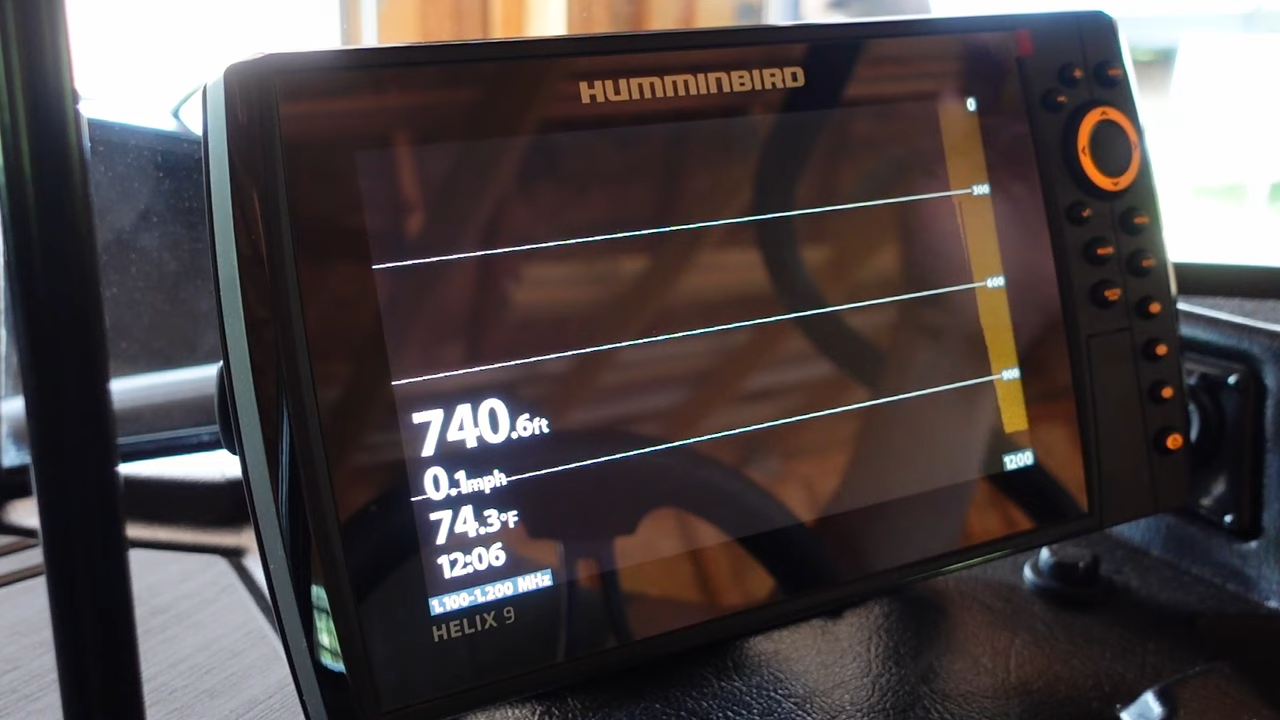 HUMMINBIRD
0
300
600
900
1200
740.6ft
0.1mph
74.3°F
12:06
1,100-1,200 MHz
HELIX 9